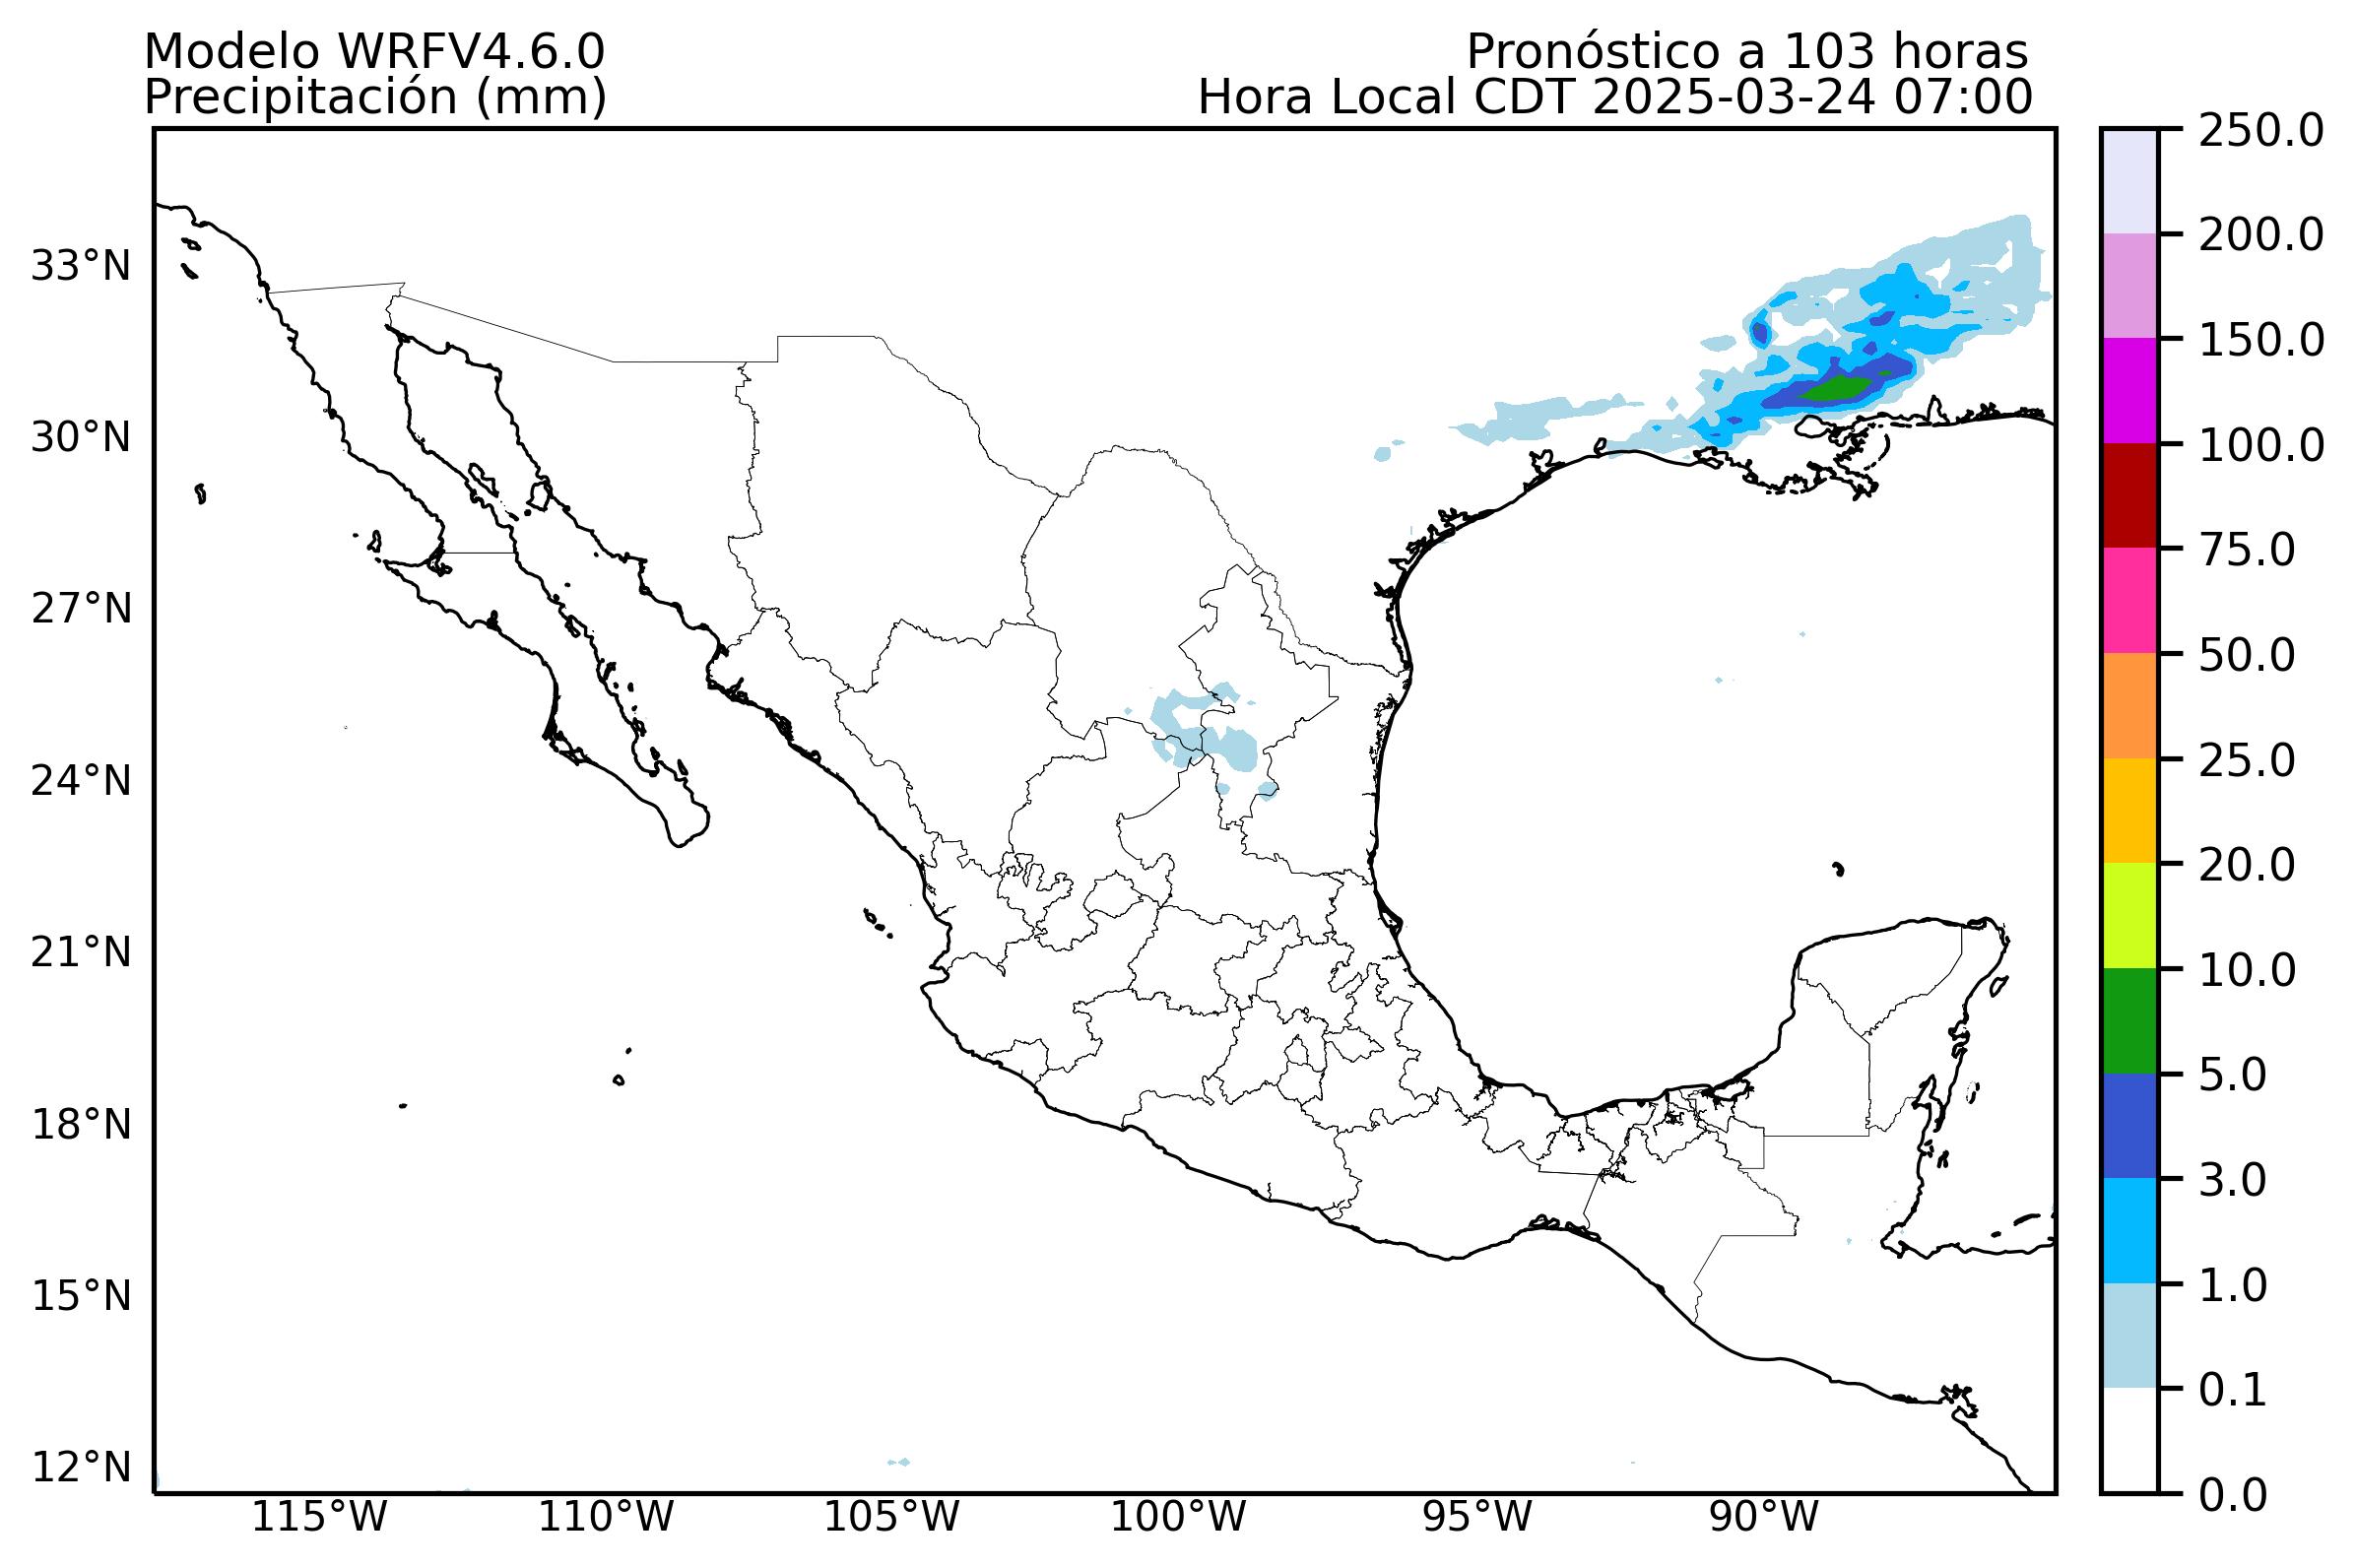 Modelo WRFV4.6.0
Precipitación (mm)
Pronóstico a 103 horas
Hora Local CDT 2025-03-24 07:00
33°N
30°N
27°N
24°N
21°N
18°N
15°N
12°N
115°W
110°W
105°W
100°W
95°W
90°W
250.0
200.0
150.0
100.0
75.0
50.0
25.0
20.0
10.0
5.0
3.0
1.0
0.1
0.0